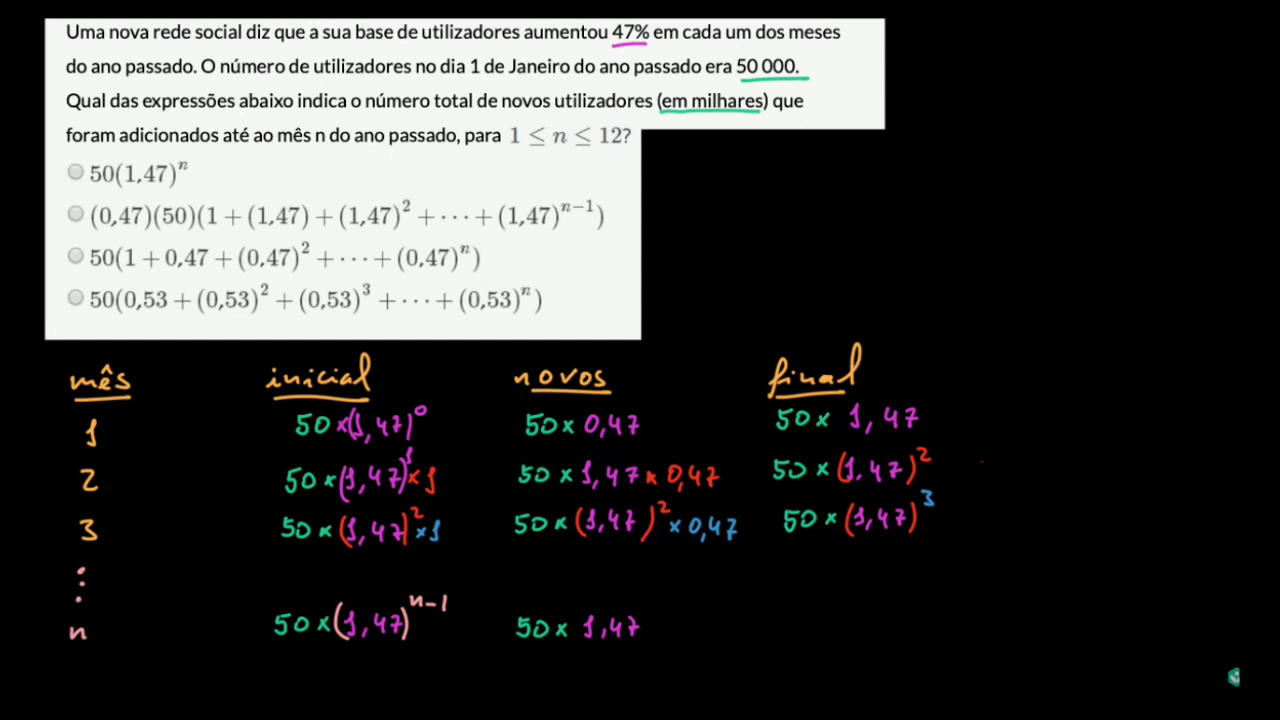 Uma nova rede social diz que a sua base de utilizadores aumentou 47% em cada um dos meses
do ano passado. O número de utilizadores no dia 1 de Janeiro do ano passado era 50 000.
Qual das expressões abaixo indica o número total de novos utilizadores (em milhares) que
foram adicionados até ao mês n do ano passado, para 1 ≤ n ≤ 12?
50(1,47)^n
(0,47)(50)(1 + (1,47) + (1,47)^2 + ⋯ + (1,47)^{n−1})
50(1 + 0,47 + (0,47)^2 + ⋯ + (0,47)^n)
50(0,53 + (0,53)^2 + (0,53)^3 + ⋯ + (0,53)^n)
mês inicial novos final
1 50×(1,47)^0 50×0,47 50×1,47
2 50×(1,47)^1×1 50×1,47×0,47 50×(1.47)^2
3 50×(1,47)^2×1 50×(1,47)^2×0,47 50×(1,47)^3
⋮
n 50×(1,47)^{n-1} 50×1,47